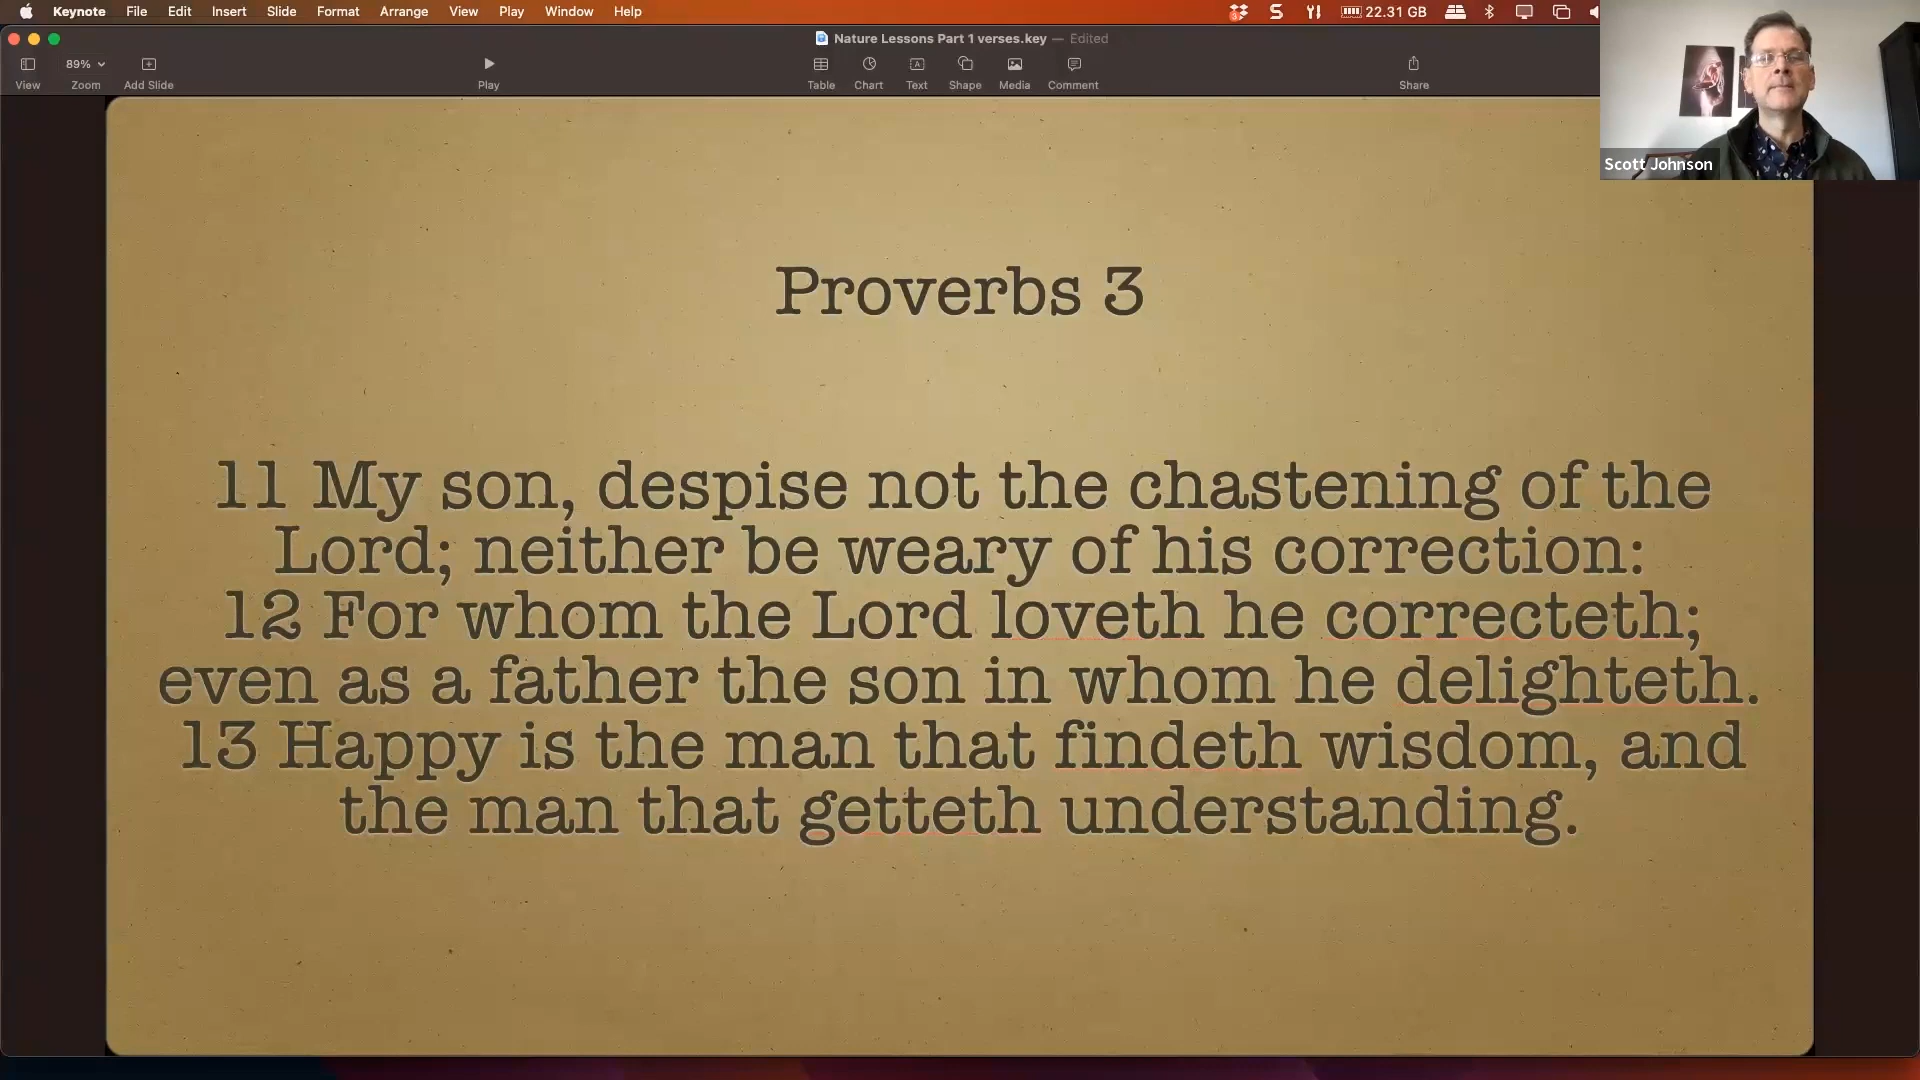 Keynote File Edit Insert Slide Format Arrange View Play Window Help 22.31 GB
Nature Lessons Part 1 verses.key — Edited
89%
View Zoom Add Slide Play Table Chart Text Shape Media Comment Share
Scott Johnson
Proverbs 3
11 My son, despise not the chastening of the
Lord; neither be weary of his correction:
12 For whom the Lord loveth he correcteth;
even as a father the son in whom he delighteth.
13 Happy is the man that findeth wisdom, and
the man that getteth understanding.